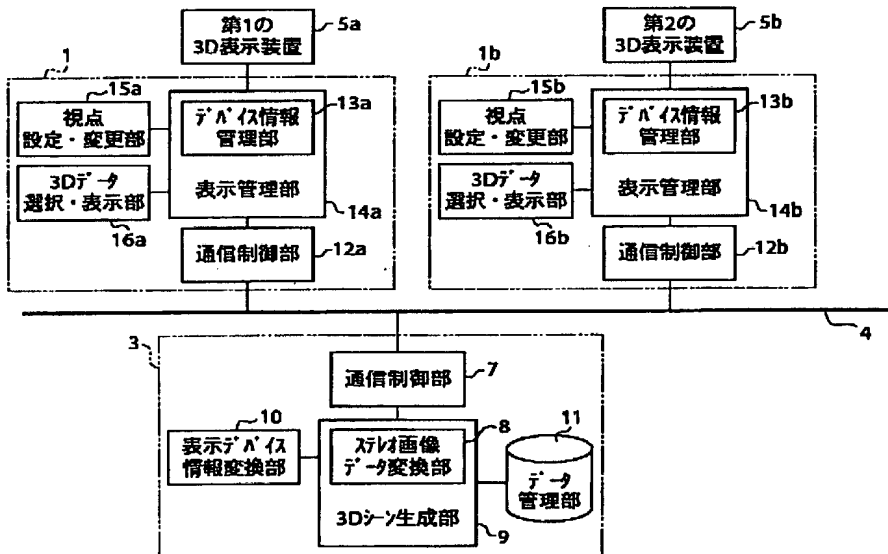 第1の
3D表示装置
5a
1
15a
視点
設定・変更部
13a
ﾃﾞﾊﾞｲｽ情報
管理部
3Dﾃﾞｰﾀ
選択・表示部
16a
表示管理部
14a
通信制御部
12a
第2の
3D表示装置
5b
1b
15b
視点
設定・変更部
13b
ﾃﾞﾊﾞｲｽ情報
管理部
3Dﾃﾞｰﾀ
選択・表示部
16b
表示管理部
14b
通信制御部
12b
4
3
通信制御部
7
10
表示ﾃﾞﾊﾞｲｽ
情報変換部
ｽﾃﾚｵ画像
ﾃﾞｰﾀ変換部
8
3Dｼｰﾝ生成部
9
11
ﾃﾞｰﾀ
管理部